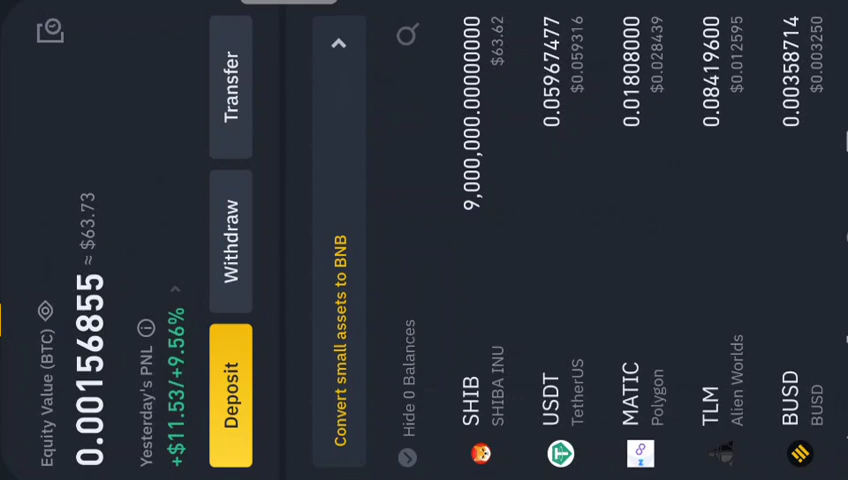 Equity Value (BTC)
0.00156855 ≈ $63.73
Yesterday's PNL
+$11.53/+9.56%
Deposit Withdraw Transfer
Convert small assets to BNB
Hide 0 Balances
SHIB 9,000,000.00000000
SHIBA INU $63.62
USDT 0.05967477
TetherUS $0.059316
MATIC 0.01808000
Polygon $0.028439
TLM 0.08419600
Alien Worlds $0.012595
BUSD 0.00358714
BUSD $0.003250